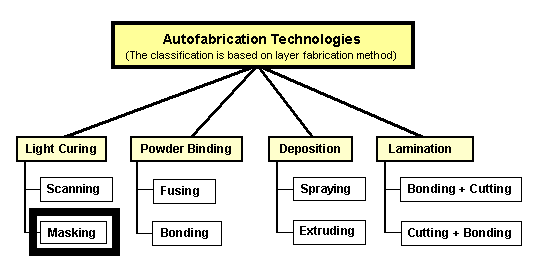 Autofabrication Technologies
(The classification is based on layer fabrication method)
Light Curing
Powder Binding
Deposition
Lamination
Scanning
Fusing
Spraying
Bonding + Cutting
Masking
Bonding
Extruding
Cutting + Bonding